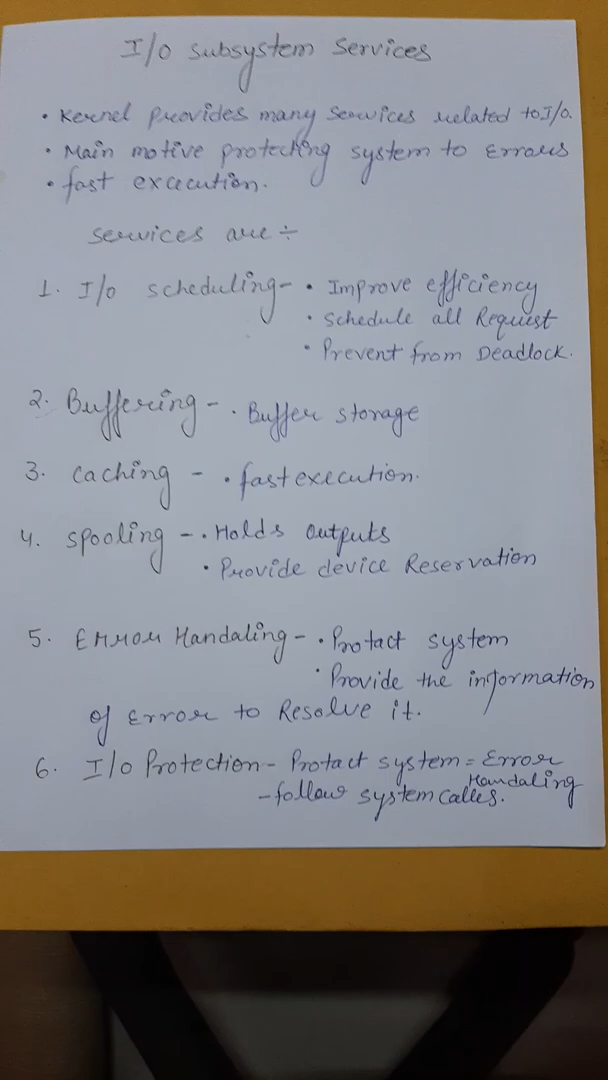 I/O Subsystem Services
• Kernel provides many services related to I/O.
• Main motive protecting system to Errors
• fast excecution.
Services are ÷
1. I/O scheduling - • Improve efficiency
• Schedule all Request
• Prevent from Deadlock.
2. Buffering - • Buffer storage
3. Caching - • fast execution.
4. Spooling - • Holds outputs
• Provide device Reservation
5. Error Handaling - • Protact system
• Provide the information
of Error to Resolve it.
6. I/O Protection - Protact system = Error
Handaling
- follow system calles.